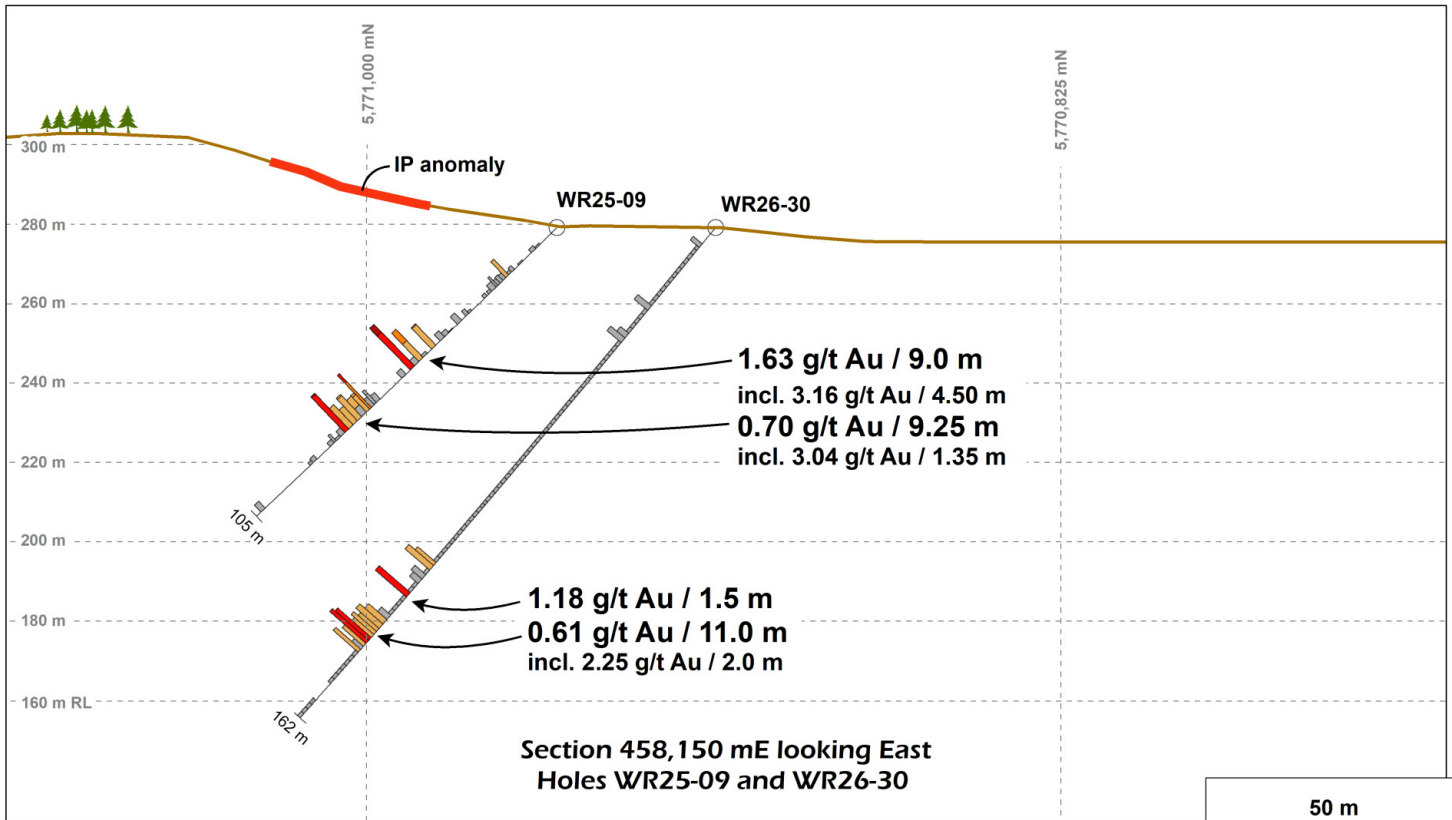 5,771,000 mN
5,770,825 mN
300 m
IP anomaly
WR25-09
WR26-30
280 m
260 m
1.63 g/t Au / 9.0 m
incl. 3.16 g/t Au / 4.50 m
240 m
0.70 g/t Au / 9.25 m
incl. 3.04 g/t Au / 1.35 m
220 m
105 m
200 m
1.18 g/t Au / 1.5 m
180 m
0.61 g/t Au / 11.0 m
incl. 2.25 g/t Au / 2.0 m
160 m RL
162 m
Section 458,150 mE looking East
Holes WR25-09 and WR26-30
50 m